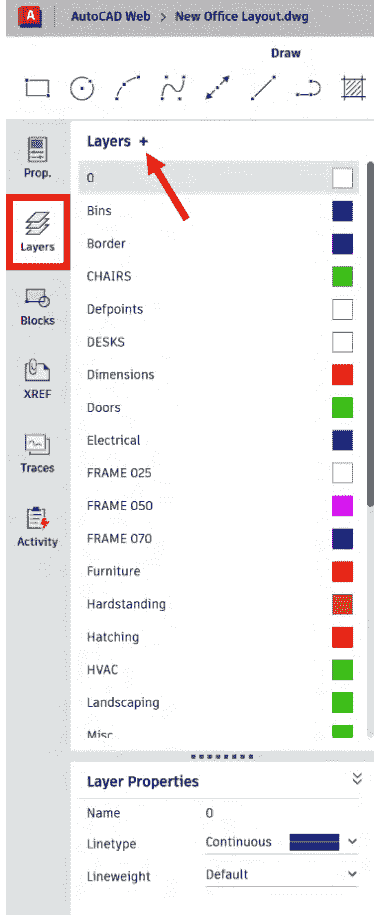 A AutoCAD Web > New Office Layout.dwg
Draw
Layers +
Prop.
0
Bins
Layers
Border
CHAIRS
Defpoints
Blocks
DESKS
Dimensions
XREF
Doors
Electrical
Traces
FRAME 025
FRAME 050
Activity
FRAME 070
Furniture
Hardstanding
Hatching
HVAC
Landscaping
Misc
Layer Properties
Name 0
Linetype Continuous
Lineweight Default